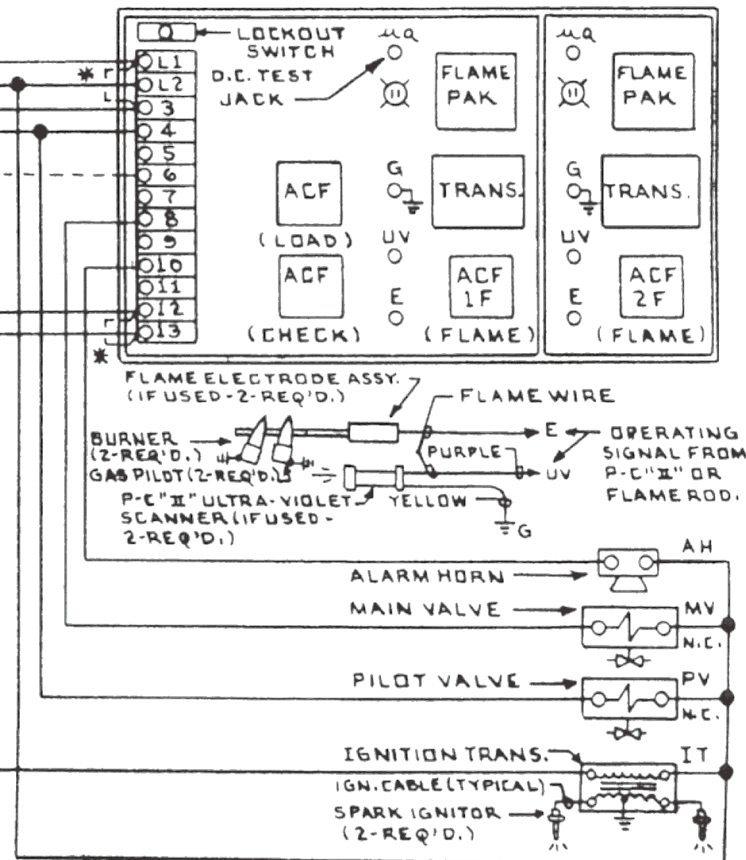 LOCKOUT
SWITCH
D.C. TEST
JACK
L1
L2
3
4
5
6
7
8
9
10
11
12
13
*
r
L
*
µa
FLAME
PAK
G
TRANS.
UV
E
ACF
(LOAD)
ACF
(CHECK)
ACF
1F
(FLAME)
µa
FLAME
PAK
G
TRANS.
UV
E
ACF
2F
(FLAME)
FLAME ELECTRODE ASSY.
(IF USED-2-REQ'D.)
FLAME WIRE
BURNER
(2-REQ'D.)
GAS PILOT (2-REQ'D.)
E
OPERATING
SIGNAL FROM
P-C"II" OR
FLAME ROD.
PURPLE
UV
P-C"II" ULTRA-VIOLET
SCANNER (IF USED-
2-REQ'D.)
YELLOW
G
ALARM HORN
AH
MAIN VALVE
MV
N.C.
PILOT VALVE
PV
N.C.
IGNITION TRANS.
IT
IGN. CABLE (TYPICAL)
SPARK IGNITOR
(2-REQ'D.)